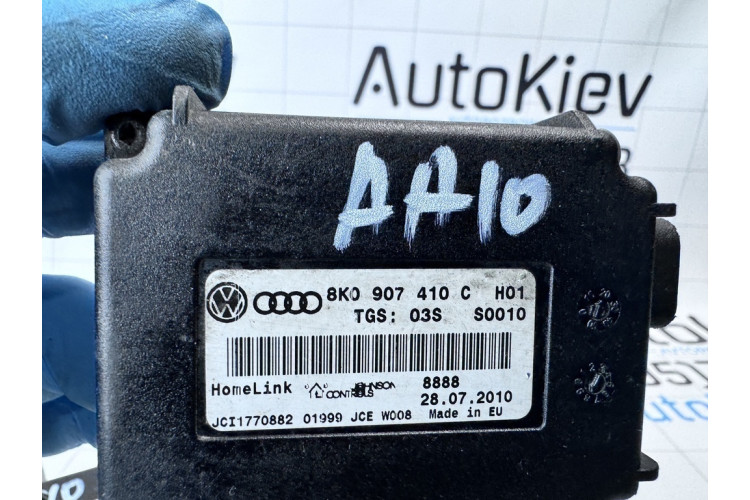 AutoKiev
AA10
8K0 907 410 C H01
TGS: 03S S0010
HomeLink JOHNSON CONTROLS 8888
28.07.2010
JCI1770882 01999 JCE W008 Made in EU